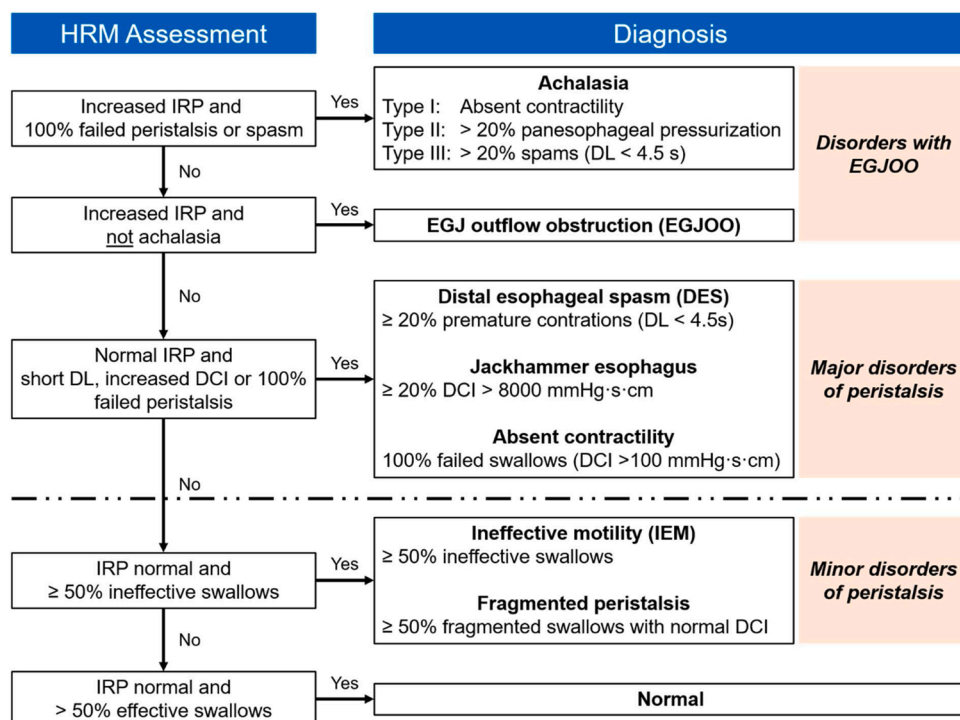 HRM Assessment
Diagnosis
Increased IRP and
100% failed peristalsis or spasm
Yes
Achalasia
Type I: Absent contractility
Type II: > 20% panesophageal pressurization
Type III: > 20% spams (DL < 4.5 s)
Disorders with
EGJOO
No
Increased IRP and
not achalasia
Yes
EGJ outflow obstruction (EGJOO)
No
Normal IRP and
short DL, increased DCI or 100%
failed peristalsis
Yes
Distal esophageal spasm (DES)
≥ 20% premature contrations (DL < 4.5s)
Jackhammer esophagus
≥ 20% DCI > 8000 mmHg·s·cm
Absent contractility
100% failed swallows (DCI >100 mmHg·s·cm)
Major disorders
of peristalsis
No
IRP normal and
≥ 50% ineffective swallows
Yes
Ineffective motility (IEM)
≥ 50% ineffective swallows
Fragmented peristalsis
≥ 50% fragmented swallows with normal DCI
Minor disorders
of peristalsis
No
IRP normal and
> 50% effective swallows
Yes
Normal